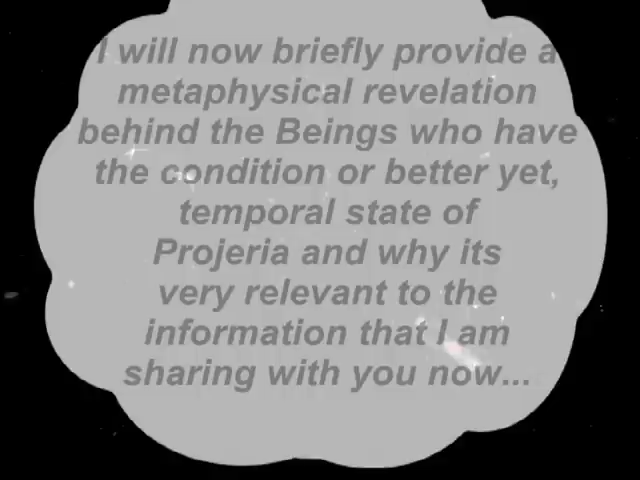 I will now briefly provide a
metaphysical revelation
behind the Beings who have
the condition or better yet,
temporal state of
Projeria and why its
very relevant to the
information that I am
sharing with you now...